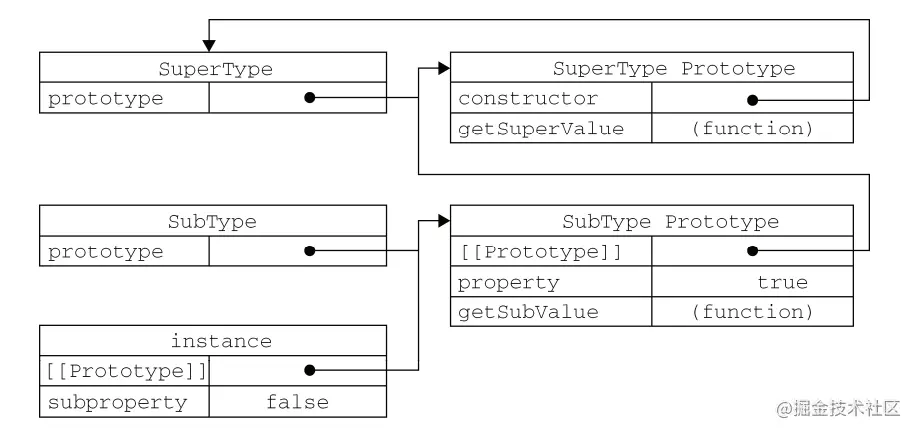 SuperType
prototype
SuperType Prototype
constructor
getSuperValue (function)
SubType
prototype
SubType Prototype
[[Prototype]]
property true
getSubValue (function)
instance
[[Prototype]]
subproperty false
@掘金技术社区